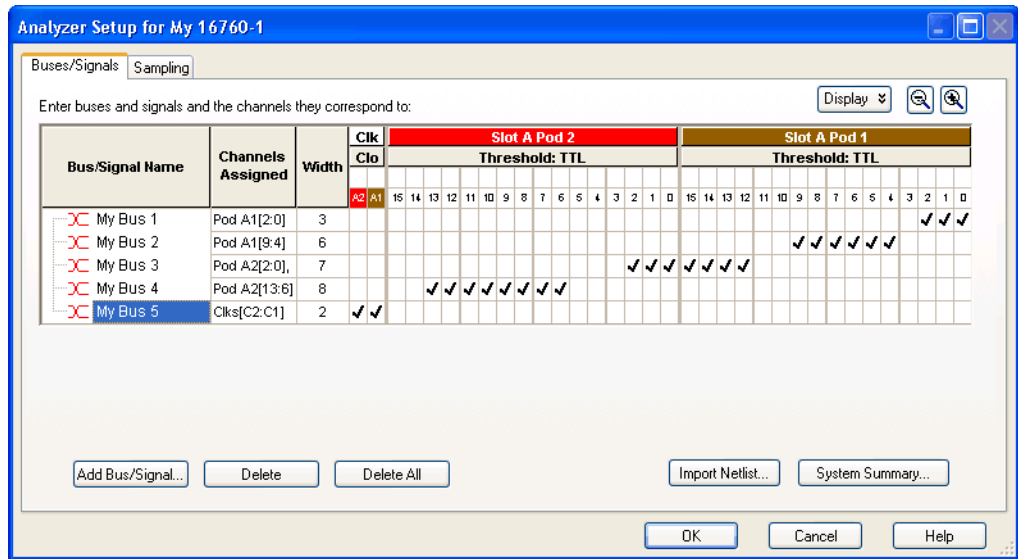 Analyzer Setup for My 16760-1
Buses/Signals Sampling
Display
Enter buses and signals and the channels they correspond to:
Bus/Signal Name Channels Assigned Width Clk Slot A Pod 2 Slot A Pod 1
Clo Threshold: TTL Threshold: TTL
A2 A1 15 14 13 12 11 10 9 8 7 6 5 4 3 2 1 0 15 14 13 12 11 10 9 8 7 6 5 4 3 2 1 0
My Bus 1 Pod A1[2:0] 3
My Bus 2 Pod A1[9:4] 6
My Bus 3 Pod A2[2:0], 7
My Bus 4 Pod A2[13:6] 8
My Bus 5 Clks[C2:C1] 2
Add Bus/Signal... Delete Delete All Import Netlist... System Summary...
OK Cancel Help